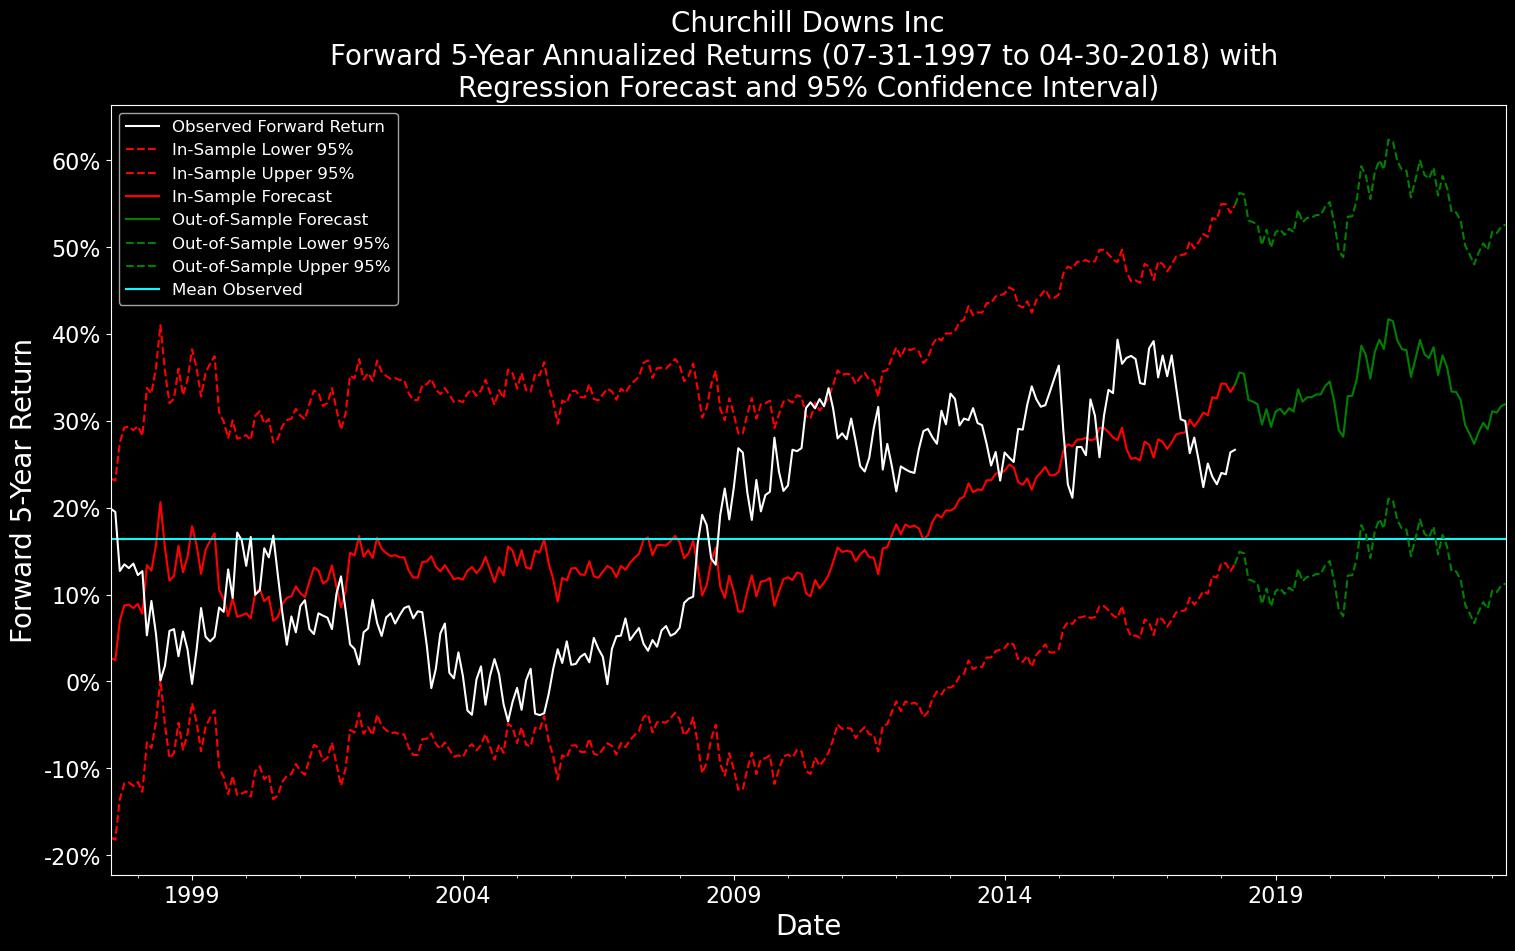 Churchill Downs Inc
Forward 5-Year Annualized Returns (07-31-1997 to 04-30-2018) with
Regression Forecast and 95% Confidence Interval)
Observed Forward Return
In-Sample Lower 95%
In-Sample Upper 95%
In-Sample Forecast
Out-of-Sample Forecast
Out-of-Sample Lower 95%
Out-of-Sample Upper 95%
Mean Observed
Forward 5-Year Return
60%
50%
40%
30%
20%
10%
0%
-10%
-20%
1999
2004
2009
2014
2019
Date